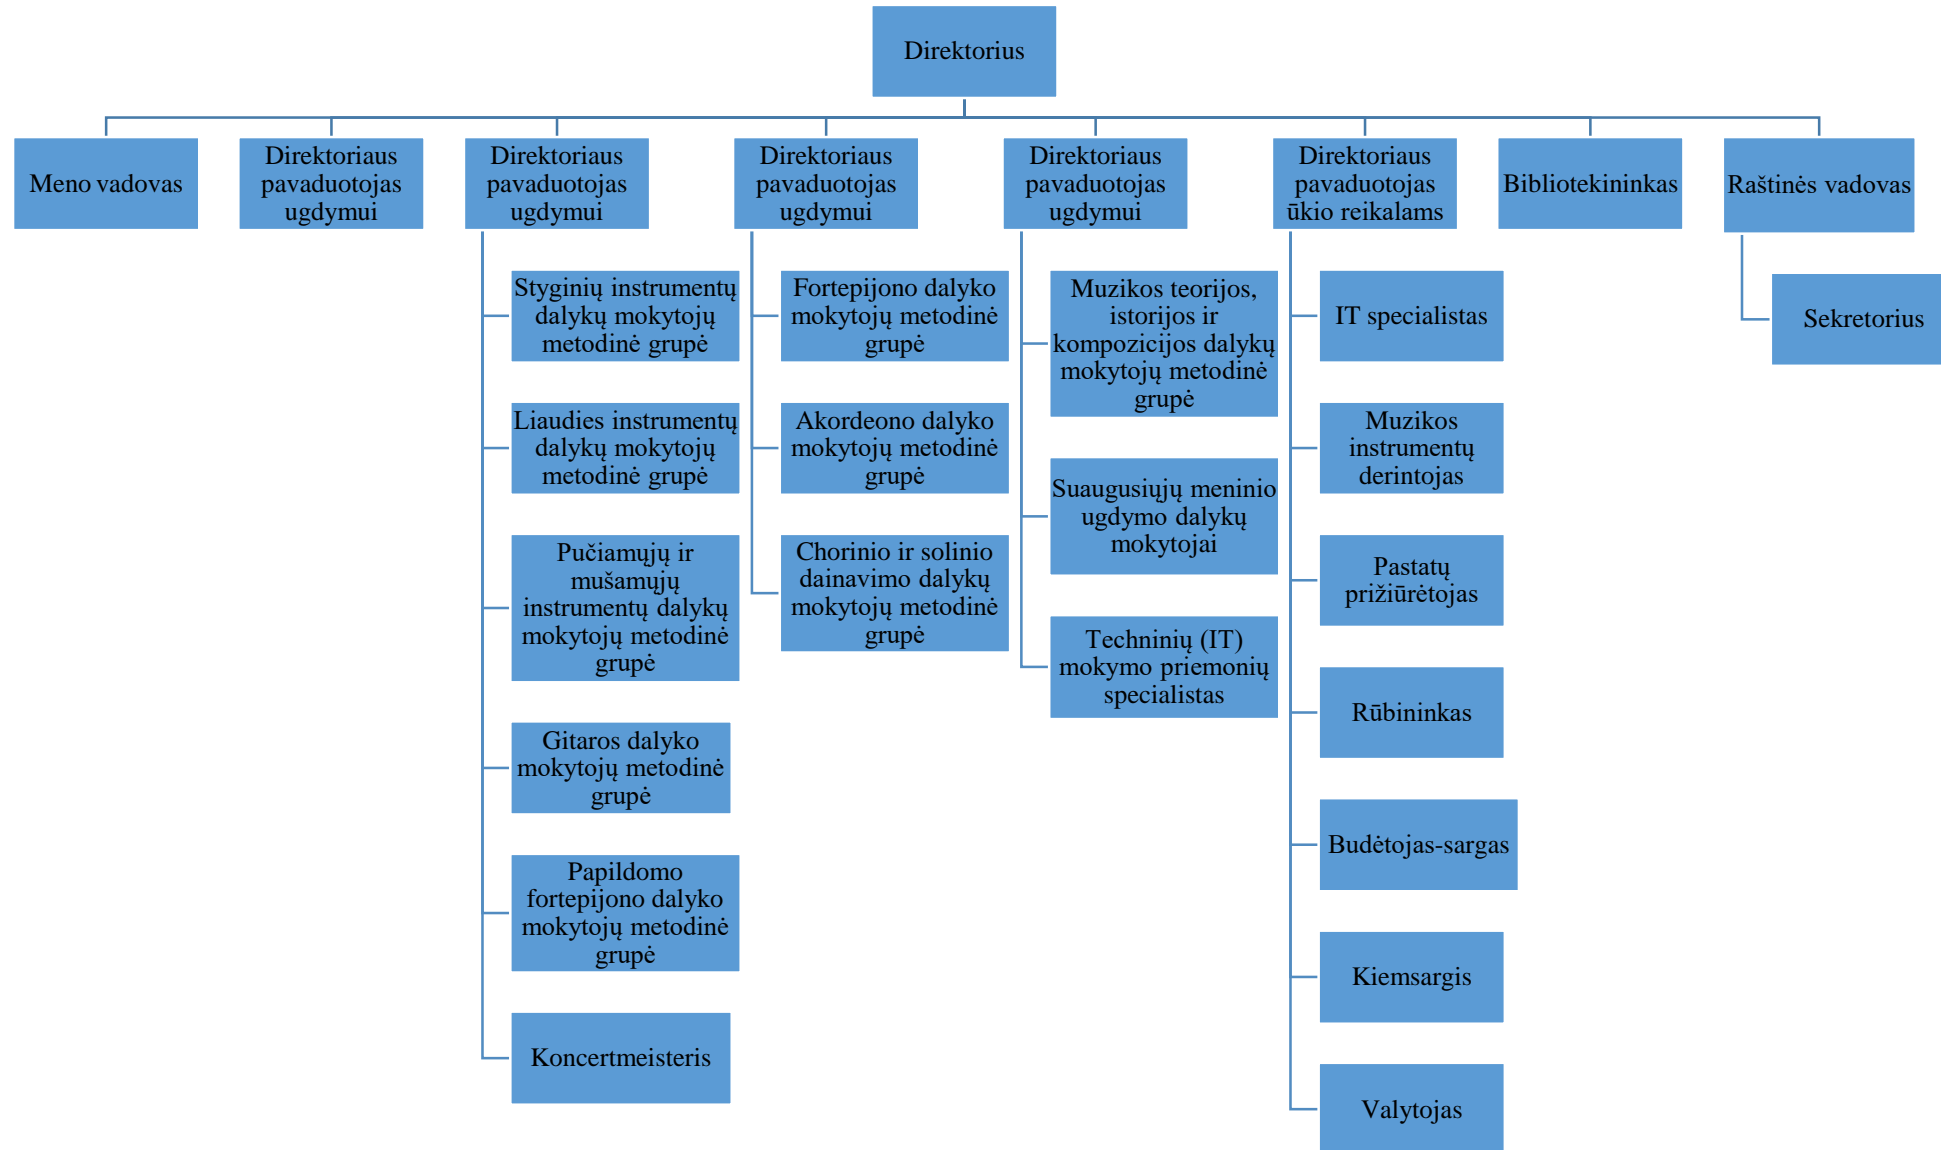 Direktorius
Meno vadovas
Direktoriaus
pavaduotojas
ugdymui
Direktoriaus
pavaduotojas
ugdymui
Direktoriaus
pavaduotojas
ugdymui
Direktoriaus
pavaduotojas
ugdymui
Direktoriaus
pavaduotojas
ūkio reikalams
Bibliotekininkas
Raštinės vadovas
Styginių instrumentų
dalykų mokytojų
metodinė grupė
Liaudies instrumentų
dalykų mokytojų
metodinė grupė
Pučiamųjų ir
mušamųjų
instrumentų dalykų
mokytojų metodinė
grupė
Gitaros dalyko
mokytojų metodinė
grupė
Papildomo
fortepijono dalyko
mokytojų metodinė
grupė
Koncertmeisteris
Fortepijono dalyko
mokytojų metodinė
grupė
Akordeono dalyko
mokytojų metodinė
grupė
Chorinio ir solinio
dainavimo dalykų
mokytojų metodinė
grupė
Muzikos teorijos,
istorijos ir
kompozicijos dalykų
mokytojų metodinė
grupė
Suaugusiųjų meninio
ugdymo dalykų
mokytojai
Techninių (IT)
mokymo priemonių
specialistas
IT specialistas
Muzikos
instrumentų
derintojas
Pastatų
prižiūrėtojas
Rūbininkas
Budėtojas-sargas
Kiemsargis
Valytojas
Sekretorius